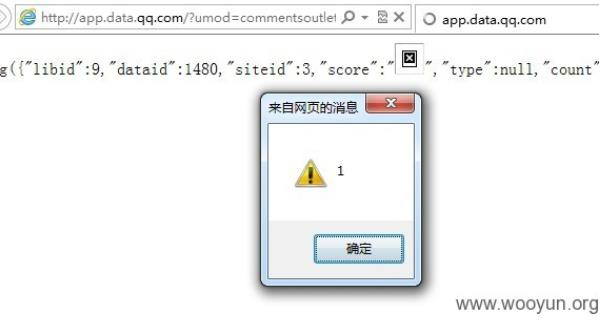 http://app.data.qq.com/?umod=commentsoutlet
app.data.qq.com
g({"libid":9,"dataid":1480,"siteid":3,"score":" ","type":null,"count"
来自网页的消息
1
确定
www.wooyun.org